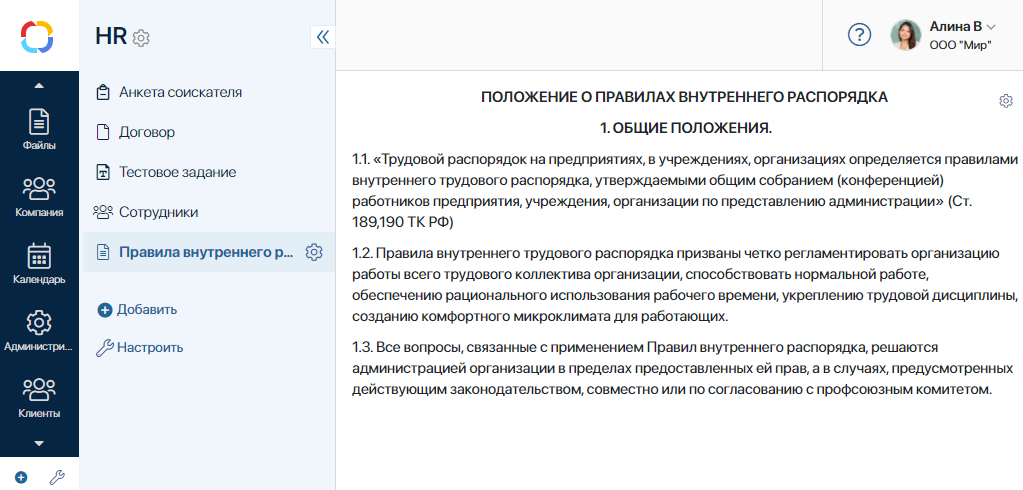 HR
Алина В
ООО "Мир"
Файлы
Компания
Календарь
Администри...
Клиенты
Анкета соискателя
Договор
Тестовое задание
Сотрудники
Правила внутреннего р...
Добавить
Настроить
ПОЛОЖЕНИЕ О ПРАВИЛАХ ВНУТРЕННЕГО РАСПОРЯДКА
1. ОБЩИЕ ПОЛОЖЕНИЯ.
1.1. «Трудовой распорядок на предприятиях, в учреждениях, организациях определяется правилами
внутреннего трудового распорядка, утверждаемыми общим собранием (конференцией)
работников предприятия, учреждения, организации по представлению администрации» (Ст.
189,190 ТК РФ)
1.2. Правила внутреннего трудового распорядка призваны четко регламентировать организацию
работы всего трудового коллектива организации, способствовать нормальной работе,
обеспечению рационального использования рабочего времени, укреплению трудовой дисциплины,
созданию комфортного микроклимата для работающих.
1.3. Все вопросы, связанные с применением Правил внутреннего распорядка, решаются
администрацией организации в пределах предоставленных ей прав, а в случаях, предусмотренных
действующим законодательством, совместно или по согласованию с профсоюзным комитетом.